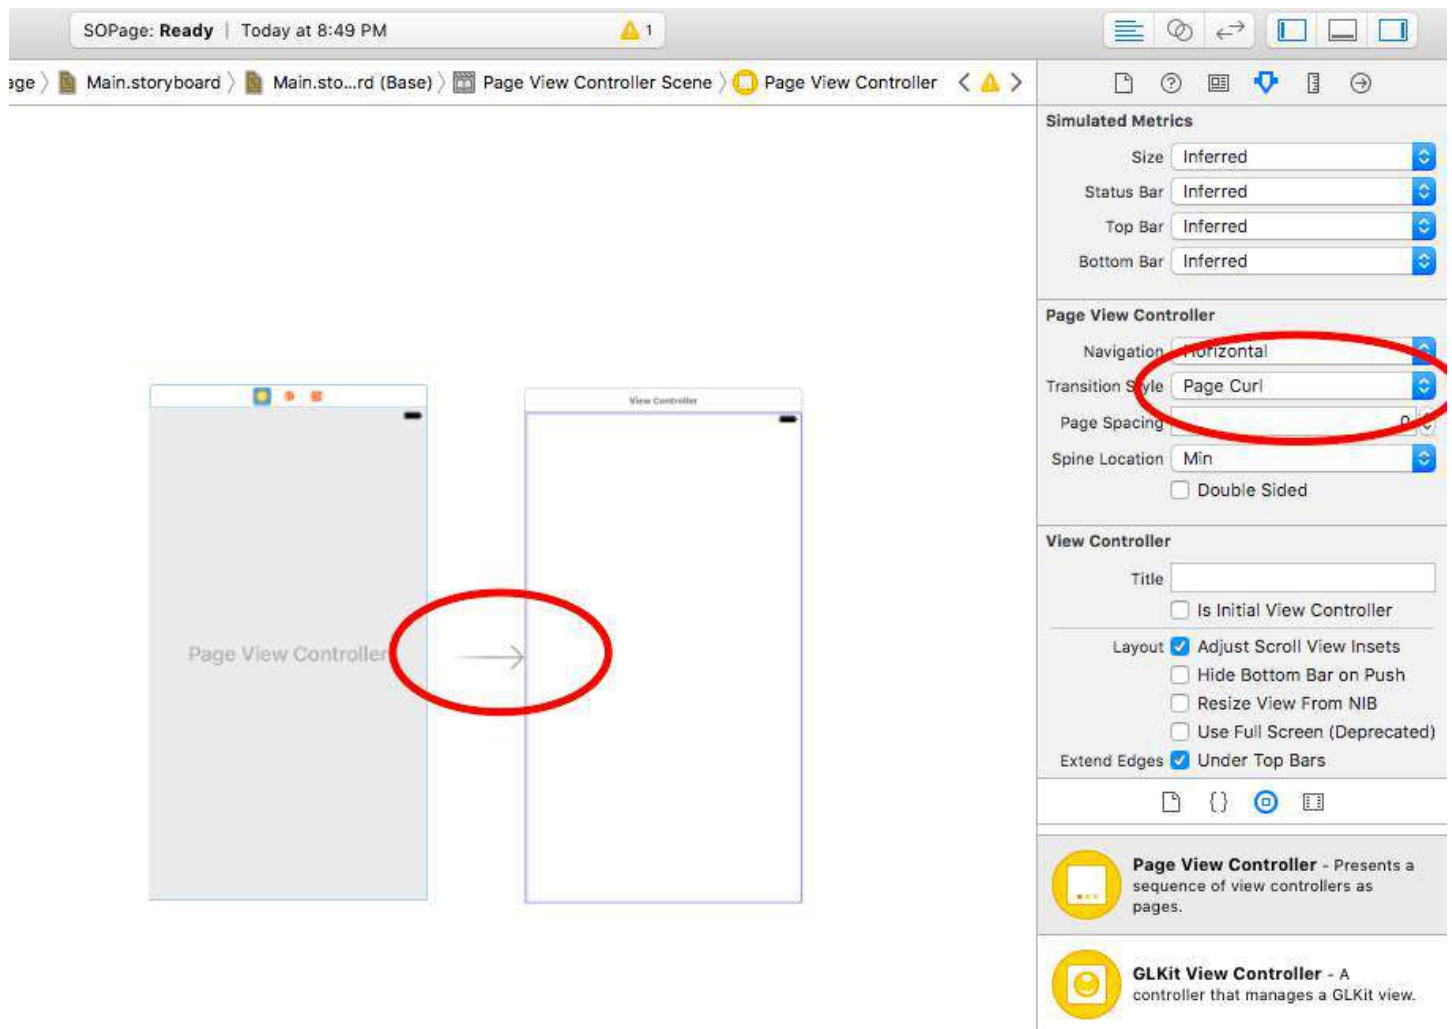 SOPage: Ready | Today at 8:49 PM
1
age 〉 Main.storyboard 〉 Main.sto...rd (Base) 〉 Page View Controller Scene 〉 Page View Controller
Simulated Metrics
Size Inferred
Status Bar Inferred
Top Bar Inferred
Bottom Bar Inferred
Page View Controller
Navigation Horizontal
Transition Style Page Curl
Page Spacing 0
Spine Location Min
Double Sided
View Controller
Title
Is Initial View Controller
Layout Adjust Scroll View Insets
Hide Bottom Bar on Push
Resize View From NIB
Use Full Screen (Deprecated)
Extend Edges Under Top Bars
View Controller
Page View Controller
Page View Controller - Presents a
sequence of view controllers as
pages.
GLKit View Controller - A
controller that manages a GLKit view.